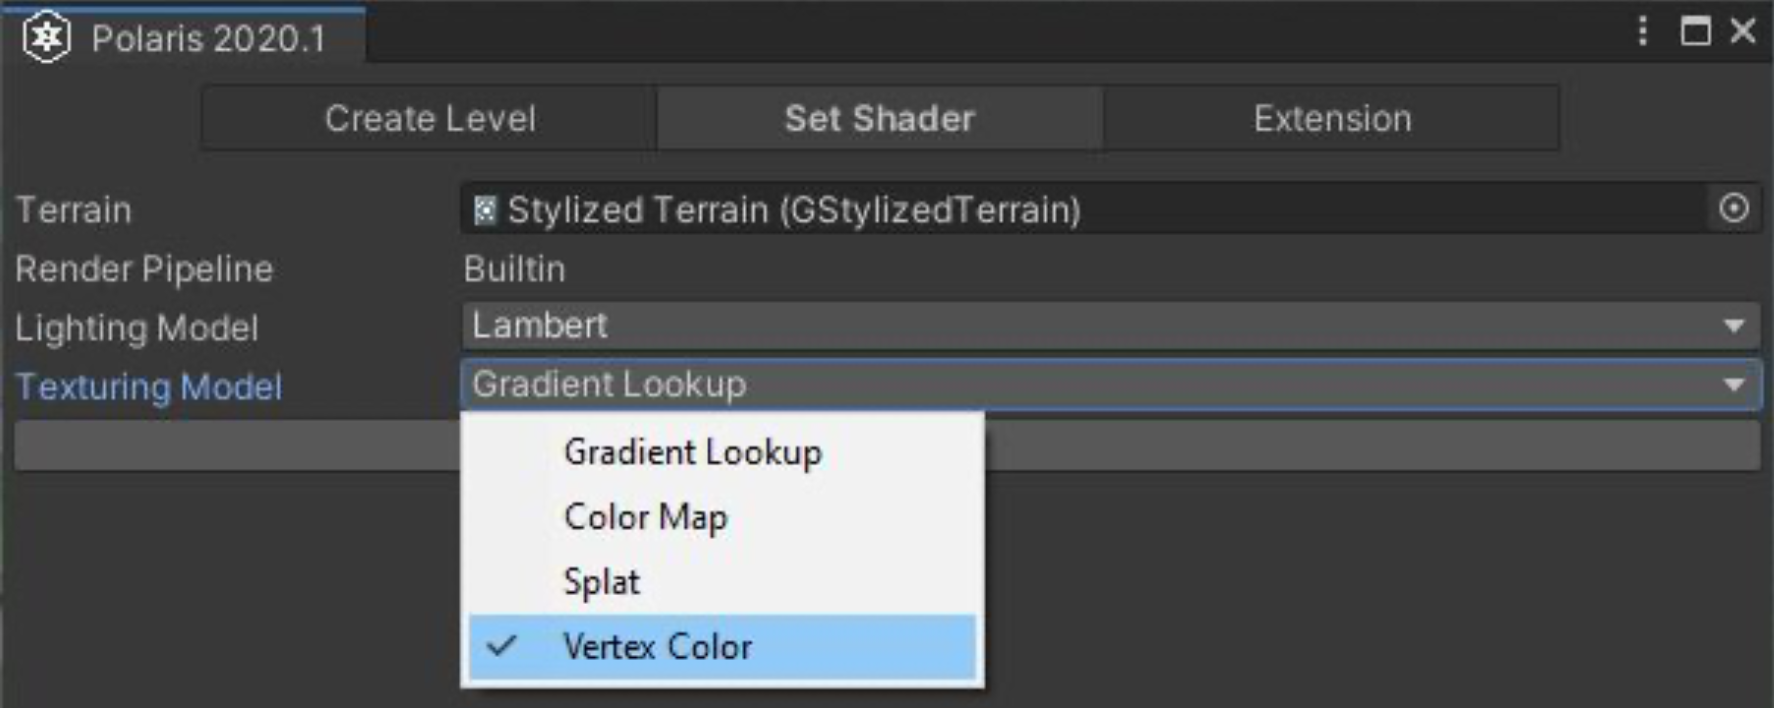 Polaris 2020.1
Create Level Set Shader Extension
Terrain Stylized Terrain (GStylizedTerrain)
Render Pipeline Builtin
Lighting Model Lambert
Texturing Model Gradient Lookup
Gradient Lookup
Color Map
Splat
Vertex Color